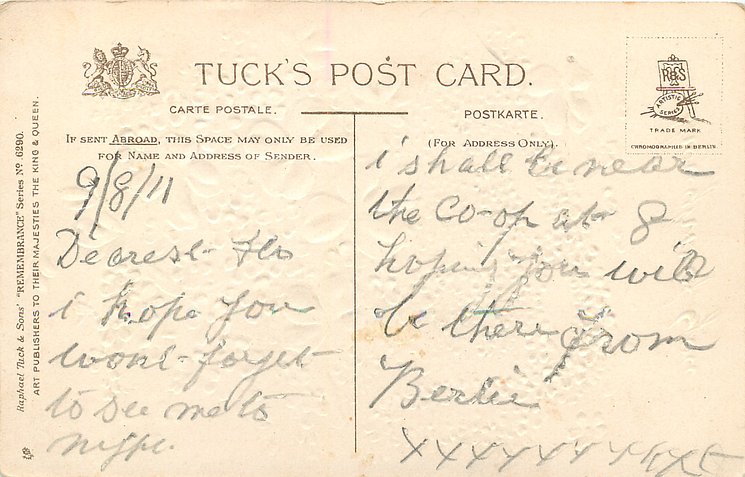 TUCK'S POST CARD.
CARTE POSTALE.
POSTKARTE.
IF SENT ABROAD, THIS SPACE MAY ONLY BE USED
FOR NAME AND ADDRESS OF SENDER.
(FOR ADDRESS ONLY).
ARTISTIC
SERIES
TRADE MARK
CHROMOGRAPHED IN BERLIN.
Raphael Tuck & Sons' "REMEMBRANCE" Series Nº 6290.
ART PUBLISHERS TO THEIR MAJESTIES THE KING & QUEEN.
9/8/11
Dearest Flo
i hope you
wont forget
to see me to
i shall be near
the Co-op at 8
hoping you will
be there From
Bertie